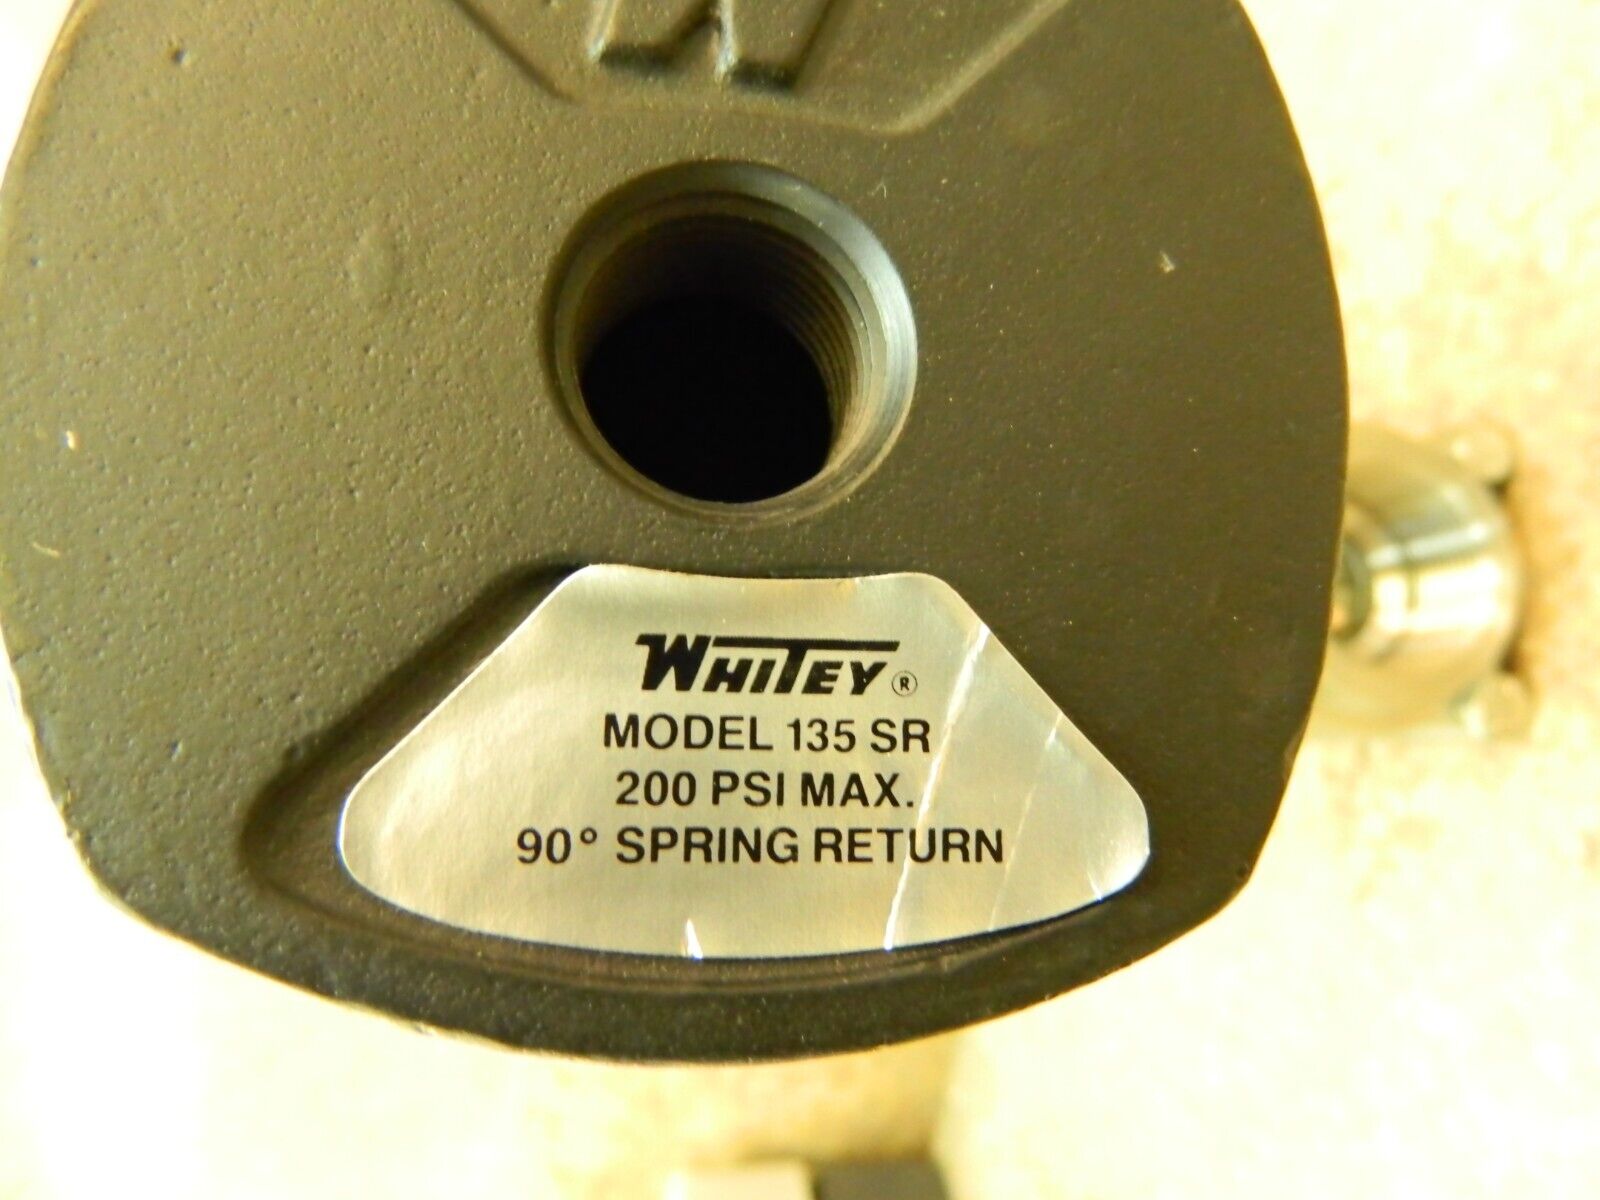 W
WHITEY®
MODEL 135 SR
200 PSI MAX.
90° SPRING RETURN